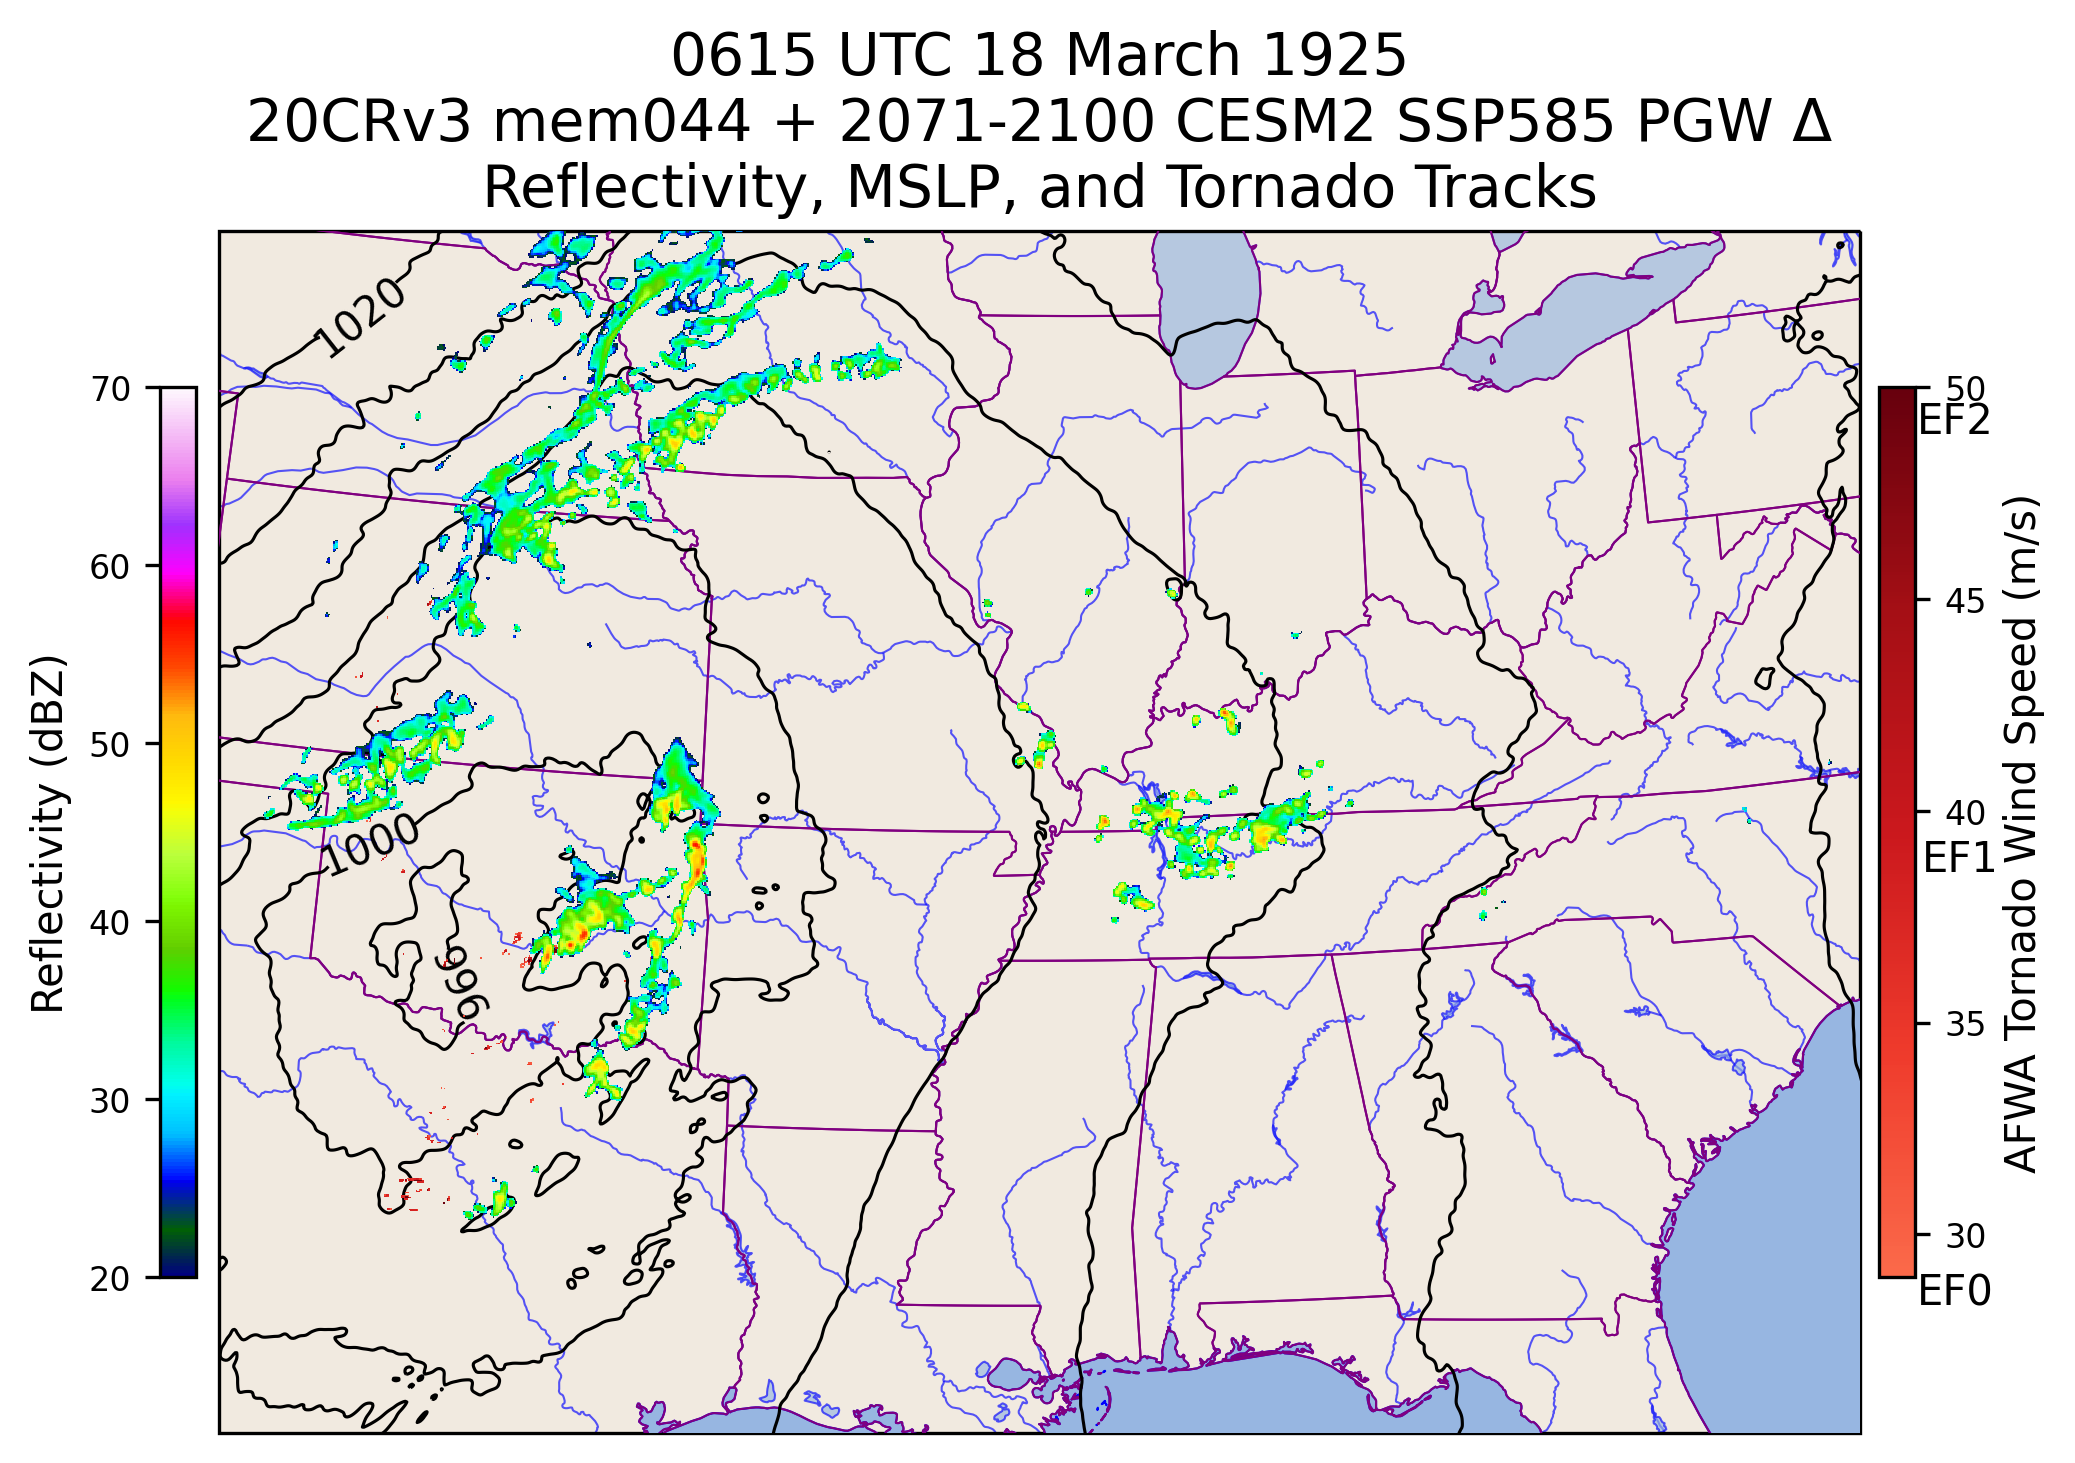 0615 UTC 18 March 1925
20CRv3 mem044 + 2071-2100 CESM2 SSP585 PGW Δ
Reflectivity, MSLP, and Tornado Tracks
1020
1000
996
Reflectivity (dBZ)
70
60
50
40
30
20
50
EF2
45
40
EF1
35
30
EF0
AFWA Tornado Wind Speed (m/s)